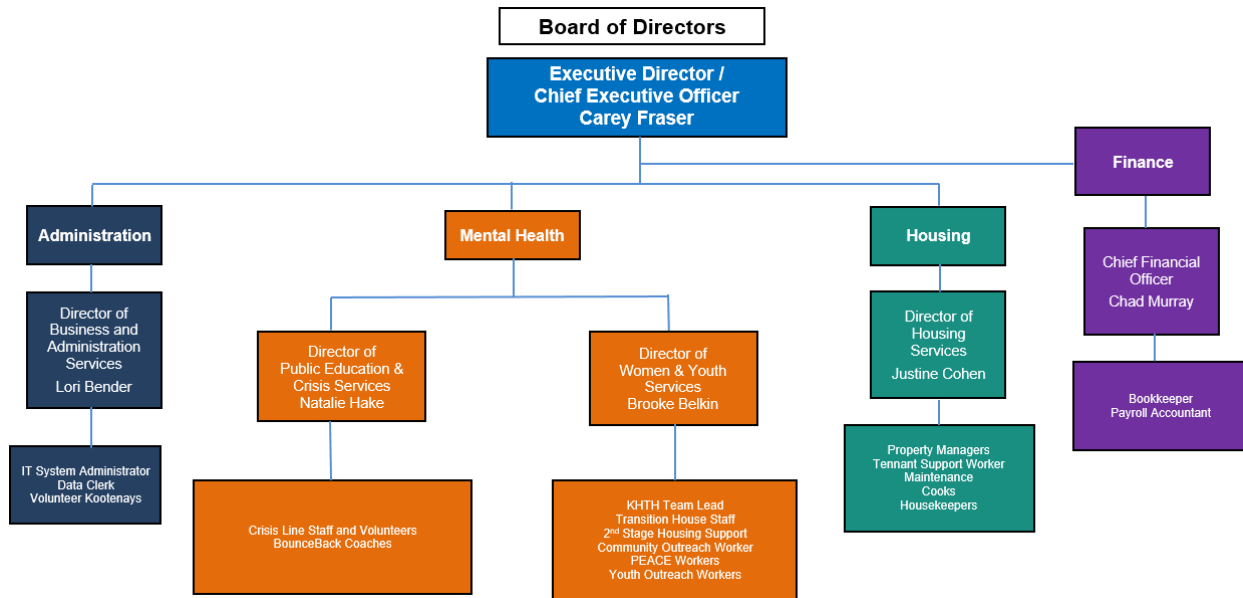 Board of Directors
Executive Director /
Chief Executive Officer
Carey Fraser
Finance
Administration
Mental Health
Housing
Chief Financial
Officer
Chad Murray
Director of
Business and
Administration
Services
Lori Bender
Director of
Public Education &
Crisis Services
Natalie Hake
Director of
Women & Youth
Services
Brooke Belkin
Director of
Housing
Services
Justine Cohen
Bookkeeper
Payroll Accountant
IT System Administrator
Data Clerk
Volunteer Kootenays
Crisis Line Staff and Volunteers
BounceBack Coaches
KHTH Team Lead
Transition House Staff
2nd Stage Housing Support
Community Outreach Worker
PEACE Workers
Youth Outreach Workers
Property Managers
Tennant Support Worker
Maintenance
Cooks
Housekeepers